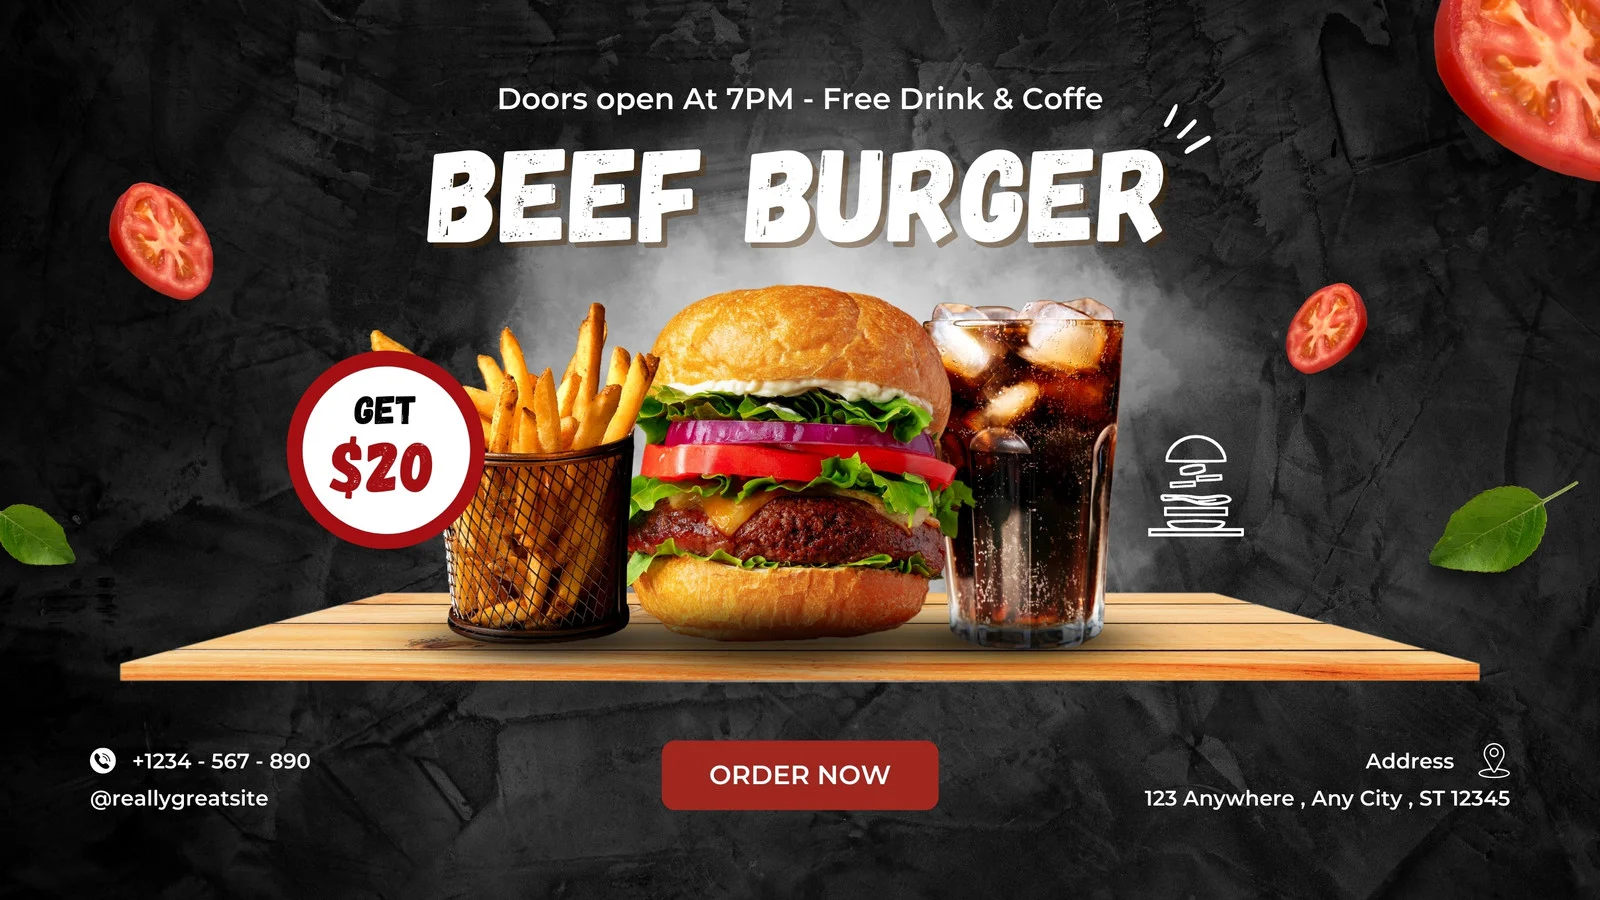 Doors open At 7PM - Free Drink & Coffe
BEEF BURGER
GET
$20
+1234 - 567 - 890
@reallygreatsite
ORDER NOW
Address
123 Anywhere , Any City , ST 12345